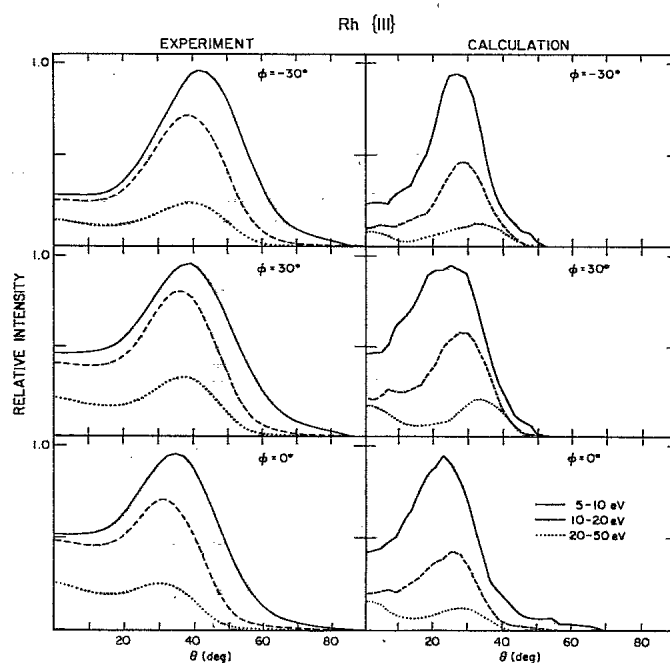 Rh {III}
EXPERIMENT
CALCULATION
1.0
ϕ = -30°
ϕ = -30°
1.0
ϕ = 30°
ϕ = 30°
RELATIVE INTENSITY
1.0
ϕ = 0°
ϕ = 0°
5-10 eV
10-20 eV
20-50 eV
20 40 60 80
20 40 60 80
θ (deg)
θ (deg)